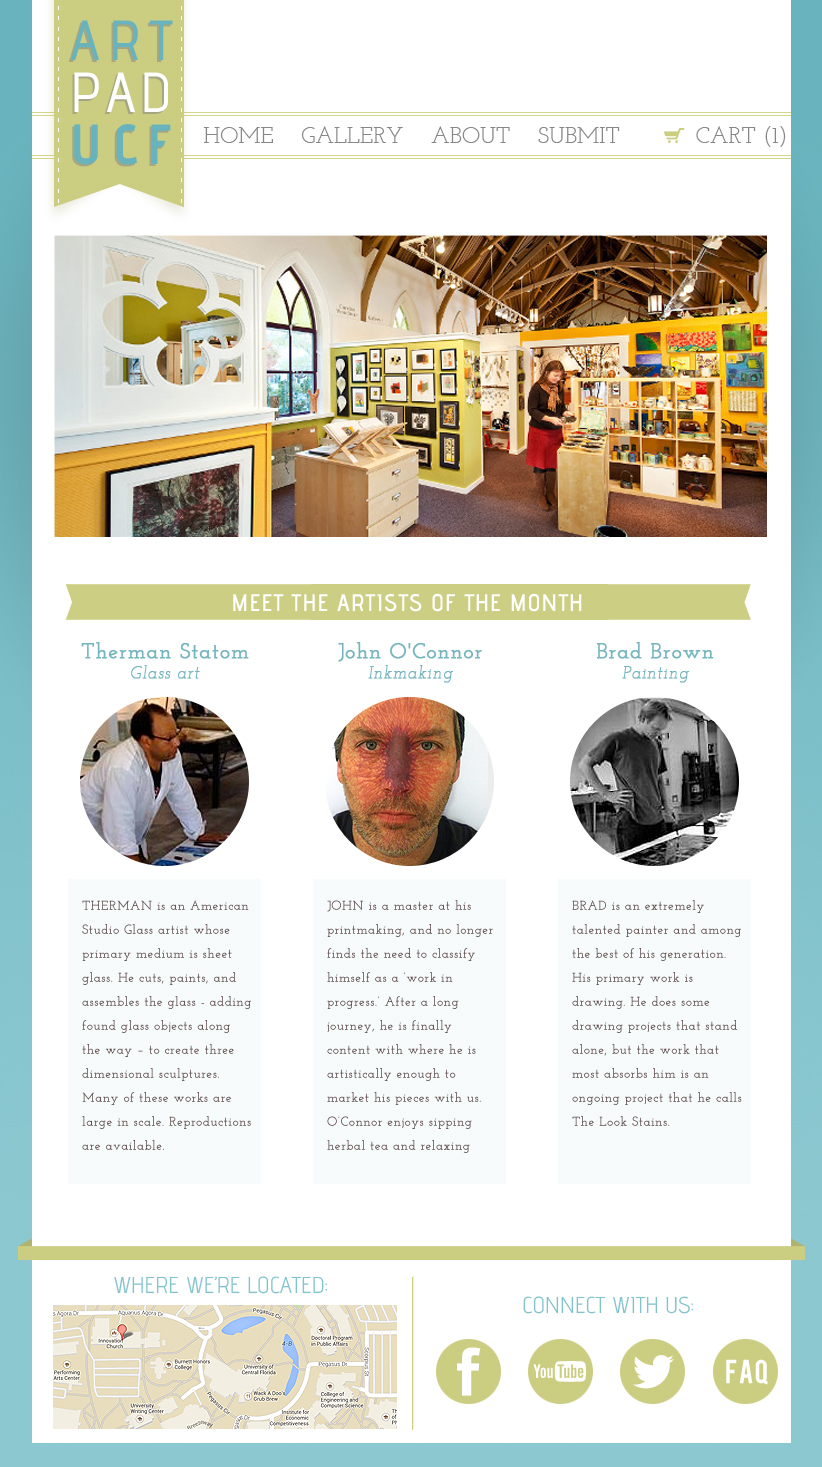 ART
PAD
UCF
HOME GALLERY ABOUT SUBMIT CART (1)
MEET THE ARTISTS OF THE MONTH
Therman Statom
Glass art
THERMAN is an American
Studio Glass artist whose
primary medium is sheet
glass. He cuts, paints, and
assembles the glass - adding
found glass objects along
the way – to create three
dimensional sculptures.
Many of these works are
large in scale. Reproductions
are available.
John O'Connor
Inkmaking
JOHN is a master at his
printmaking, and no longer
finds the need to classify
himself as a 'work in
progress.' After a long
journey, he is finally
content with where he is
artistically enough to
market his pieces with us.
O'Connor enjoys sipping
herbal tea and relaxing
Brad Brown
Painting
BRAD is an extremely
talented painter and among
the best of his generation.
His primary work is
drawing. He does some
drawing projects that stand
alone, but the work that
most absorbs him is an
ongoing project that he calls
The Look Stains.
WHERE WE'RE LOCATED:
s Agora Dr
Aquarius Agora Dr
Pegasus Dr
Innovation
Church
4-B
Doctoral Program
in Public Affairs
Scorpius St
Burnett Honors
College
University of
Central Florida
Pegasus Dr
Performing
Arts Center
Wack A Doo's
Grub Brew
College of
Engineering and
Computer Science
University
Writing Center
Pegasus Dr
Greenway
Institute for
Economic
Competitiveness
CONNECT WITH US:
f
YouTube
FAQ